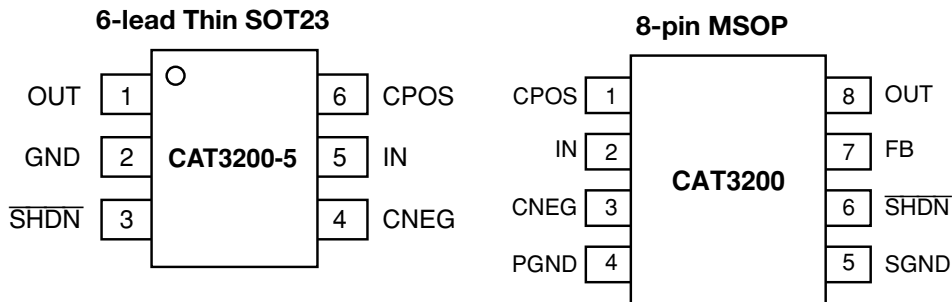 6-lead Thin SOT23
OUT 1 6 CPOS
GND 2 CAT3200-5 5 IN
SHDN 3 4 CNEG
8-pin MSOP
CPOS 1 8 OUT
IN 2 7 FB
CAT3200
CNEG 3 6 SHDN
PGND 4 5 SGND